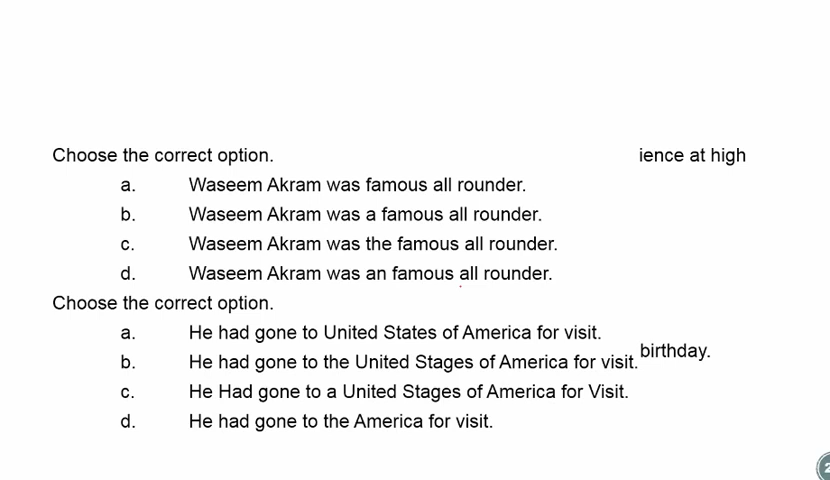 Choose the correct option.
ience at high
a. Waseem Akram was famous all rounder.
b. Waseem Akram was a famous all rounder.
c. Waseem Akram was the famous all rounder.
d. Waseem Akram was an famous all rounder.
Choose the correct option.
a. He had gone to United States of America for visit.
b. He had gone to the United Stages of America for visit.
birthday.
c. He Had gone to a United Stages of America for Visit.
d. He had gone to the America for visit.